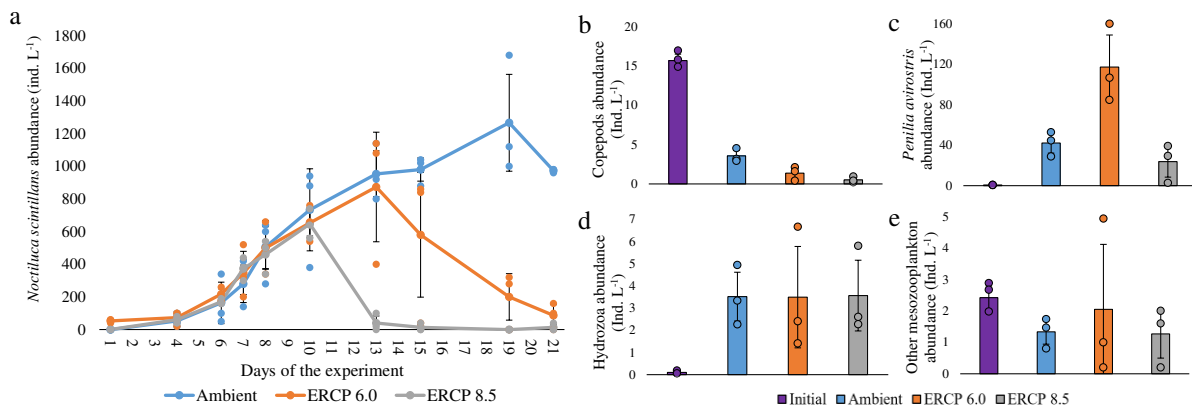 a
Noctiluca scintillans abundance (ind. L-1)
1800
1600
1400
1200
1000
800
600
400
200
0
1 2 3 4 5 6 7 8 9 10 11 12 13 14 15 16 17 18 19 20 21
Days of the experiment
Ambient ERCP 6.0 ERCP 8.5
b
Copepods abundance
(Ind. L-1)
20
15
10
5
0
c
Penilia avirostris
abundance (Ind. L-1)
160
120
80
40
0
d
Hydrozoa abundance
(Ind. L-1)
7
6
5
4
3
2
1
0
e
Other mesozooplankton
abundance (Ind. L-1)
5
4
3
2
1
0
Initial Ambient ERCP 6.0 ERCP 8.5